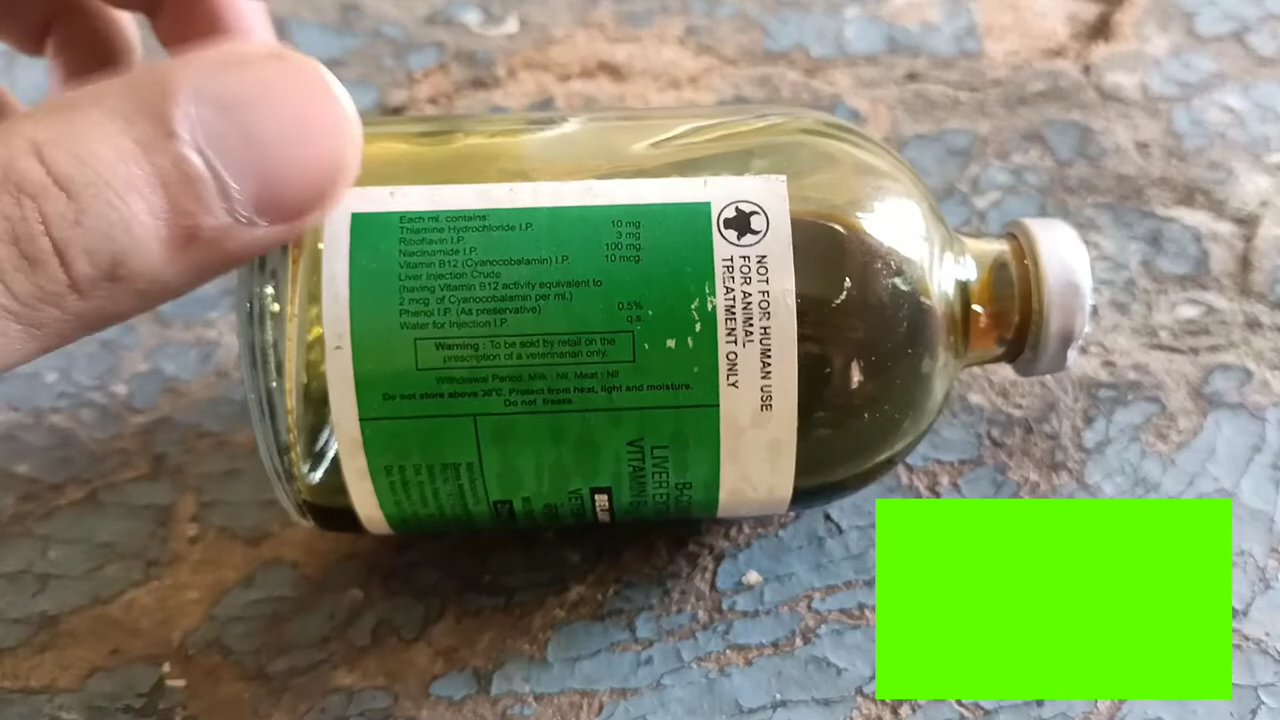 Each ml. contains:
Thiamine Hydrochloride I.P. 10 mg.
Riboflavin I.P. 3 mg
Niacinamide I.P. 100 mg.
Vitamin B12 (Cyanocobalamin) I.P. 10 mcg.
Liver Injection Crude
(having Vitamin B12 activity equivalent to
2 mcg. of Cyanocobalamin per ml.)
Phenol I.P. (As preservative) 0.5%
Water for Injection I.P. q.s.
Warning : To be sold by retail on the
prescription of a veterinarian only.
Withdrawal Period: Milk : Nil, Meat : Nil
Do not store above 30°C. Protect from heat, light and moisture.
Do not freeze.
NOT FOR HUMAN USE
FOR ANIMAL
TREATMENT ONLY
LIVER
VITAMIN